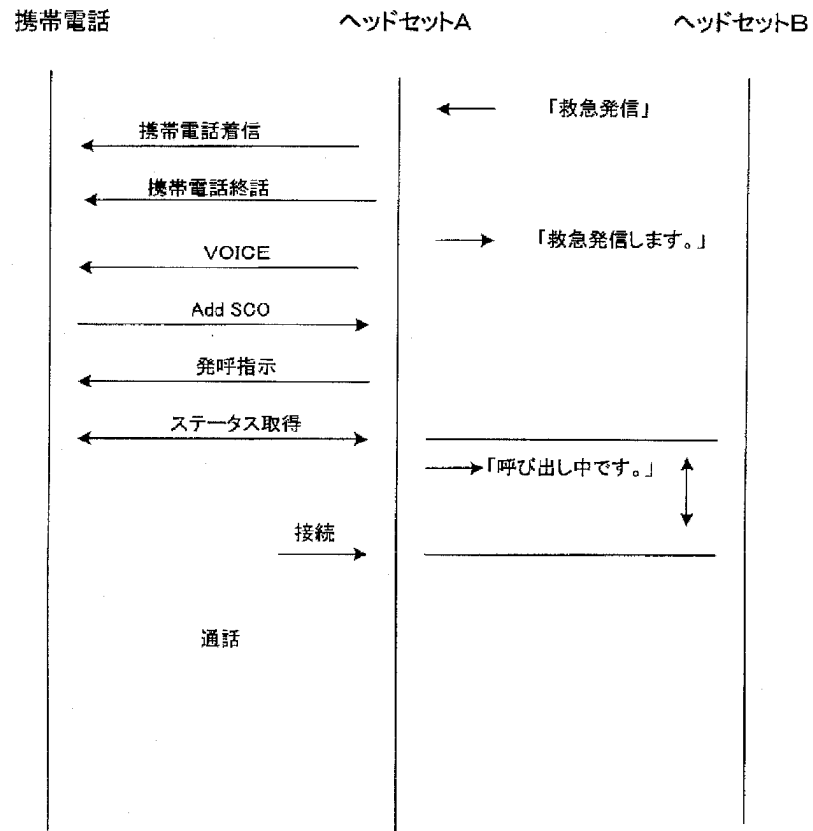 携帯電話
ヘッドセットA
ヘッドセットB
「救急発信」
携帯電話着信
携帯電話終話
「救急発信します。」
VOICE
Add SCO
発呼指示
ステータス取得
「呼び出し中です。」
接続
通話